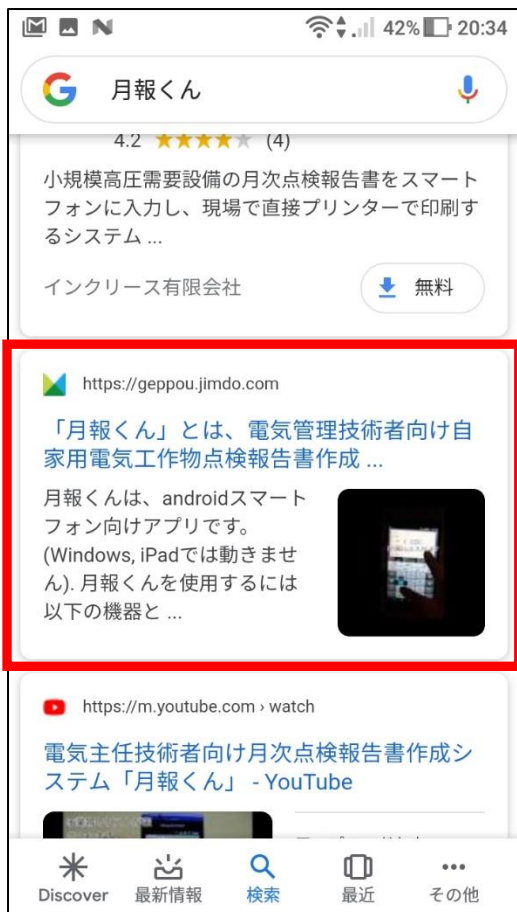 42% 20:34
月報くん
4.2 ★★★★★ (4)
小規模高圧需要設備の月次点検報告書をスマート
フォンに入力し、現場で直接プリンターで印刷す
るシステム ...
インクリース有限会社
無料
https://geppou.jimdo.com
「月報くん」とは、電気管理技術者向け自
家用電気工作物点検報告書作成 ...
月報くんは、androidスマート
フォン向けアプリです。
(Windows, iPadでは動きませ
ん). 月報くんを使用するには
以下の機器と ...
https://m.youtube.com › watch
電気主任技術者向け月次点検報告書作成シ
ステム「月報くん」 - YouTube
Discover 最新情報 検索 最近 その他